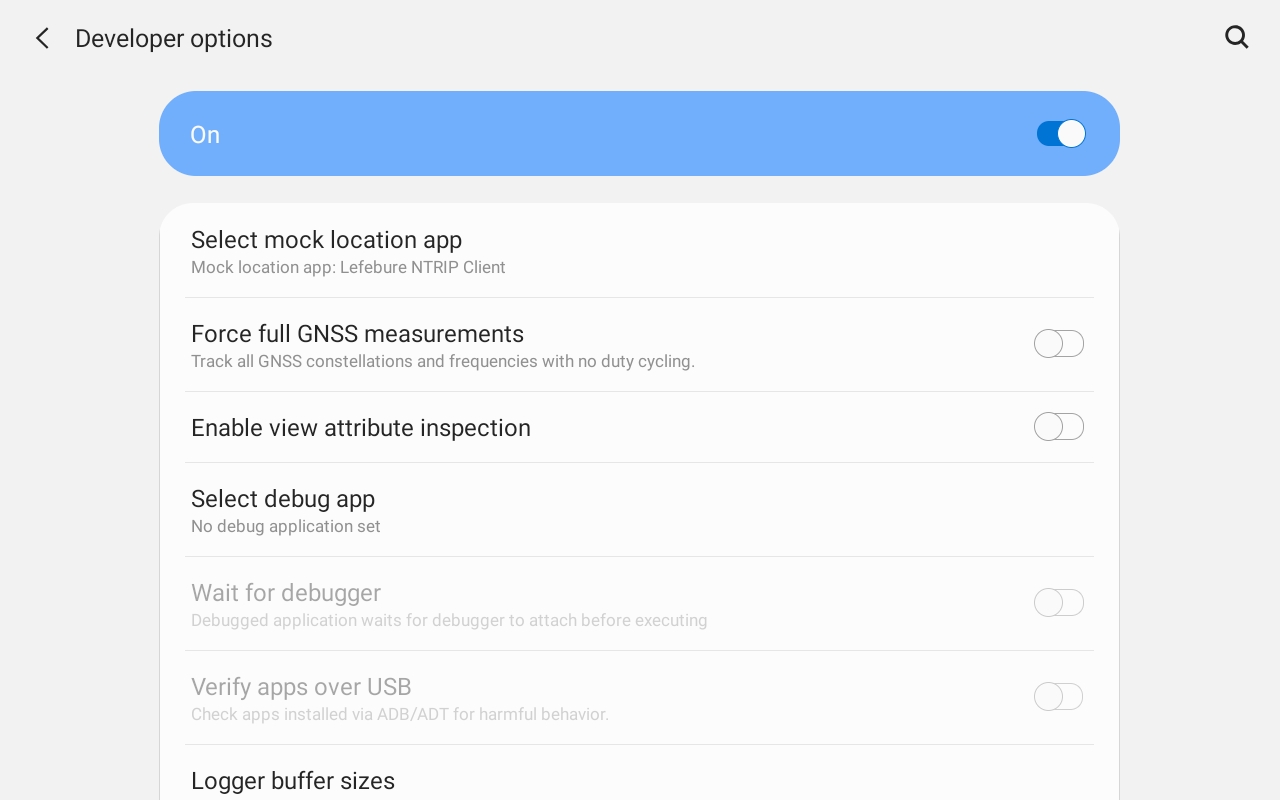 Developer options
On
Select mock location app
Mock location app: Lefebure NTRIP Client
Force full GNSS measurements
Track all GNSS constellations and frequencies with no duty cycling.
Enable view attribute inspection
Select debug app
No debug application set
Wait for debugger
Debugged application waits for debugger to attach before executing
Verify apps over USB
Check apps installed via ADB/ADT for harmful behavior.
Logger buffer sizes